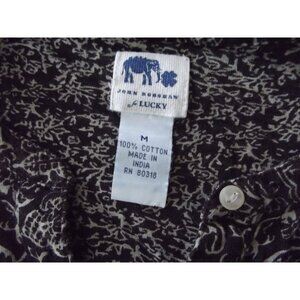 JOHN ROBSHAW
for LUCKY
M
100% COTTON
MADE IN
INDIA
RN 80318